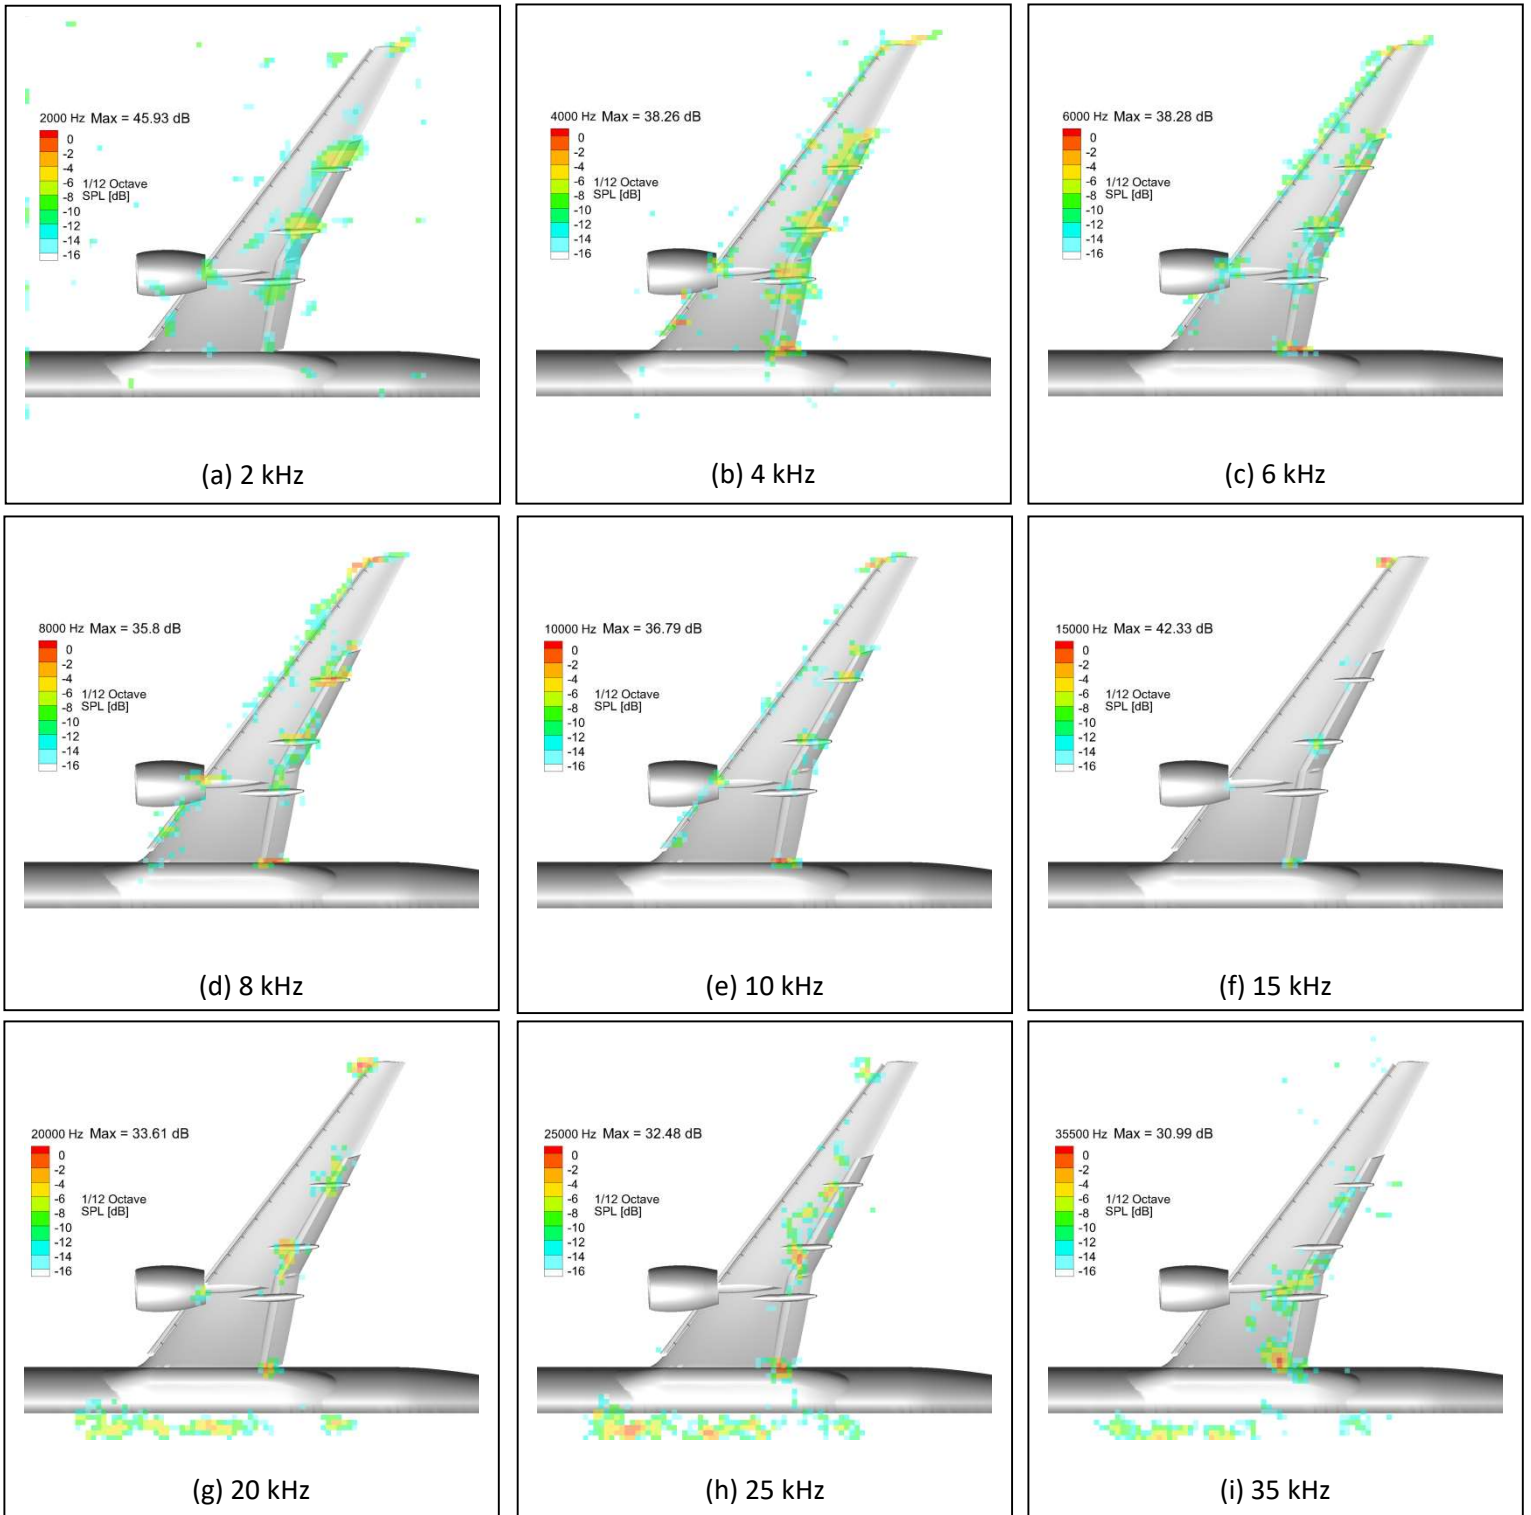 2000 Hz Max = 45.93 dB
0
-2
-4
-6
-8
-10
-12
-14
-16
1/12 Octave
SPL [dB]
(a) 2 kHz
4000 Hz Max = 38.26 dB
0
-2
-4
-6
-8
-10
-12
-14
-16
1/12 Octave
SPL [dB]
(b) 4 kHz
6000 Hz Max = 38.28 dB
0
-2
-4
-6
-8
-10
-12
-14
-16
1/12 Octave
SPL [dB]
(c) 6 kHz
8000 Hz Max = 35.8 dB
0
-2
-4
-6
-8
-10
-12
-14
-16
1/12 Octave
SPL [dB]
(d) 8 kHz
10000 Hz Max = 36.79 dB
0
-2
-4
-6
-8
-10
-12
-14
-16
1/12 Octave
SPL [dB]
(e) 10 kHz
15000 Hz Max = 42.33 dB
0
-2
-4
-6
-8
-10
-12
-14
-16
1/12 Octave
SPL [dB]
(f) 15 kHz
20000 Hz Max = 33.61 dB
0
-2
-4
-6
-8
-10
-12
-14
-16
1/12 Octave
SPL [dB]
(g) 20 kHz
25000 Hz Max = 32.48 dB
0
-2
-4
-6
-8
-10
-12
-14
-16
1/12 Octave
SPL [dB]
(h) 25 kHz
35500 Hz Max = 30.99 dB
0
-2
-4
-6
-8
-10
-12
-14
-16
1/12 Octave
SPL [dB]
(i) 35 kHz